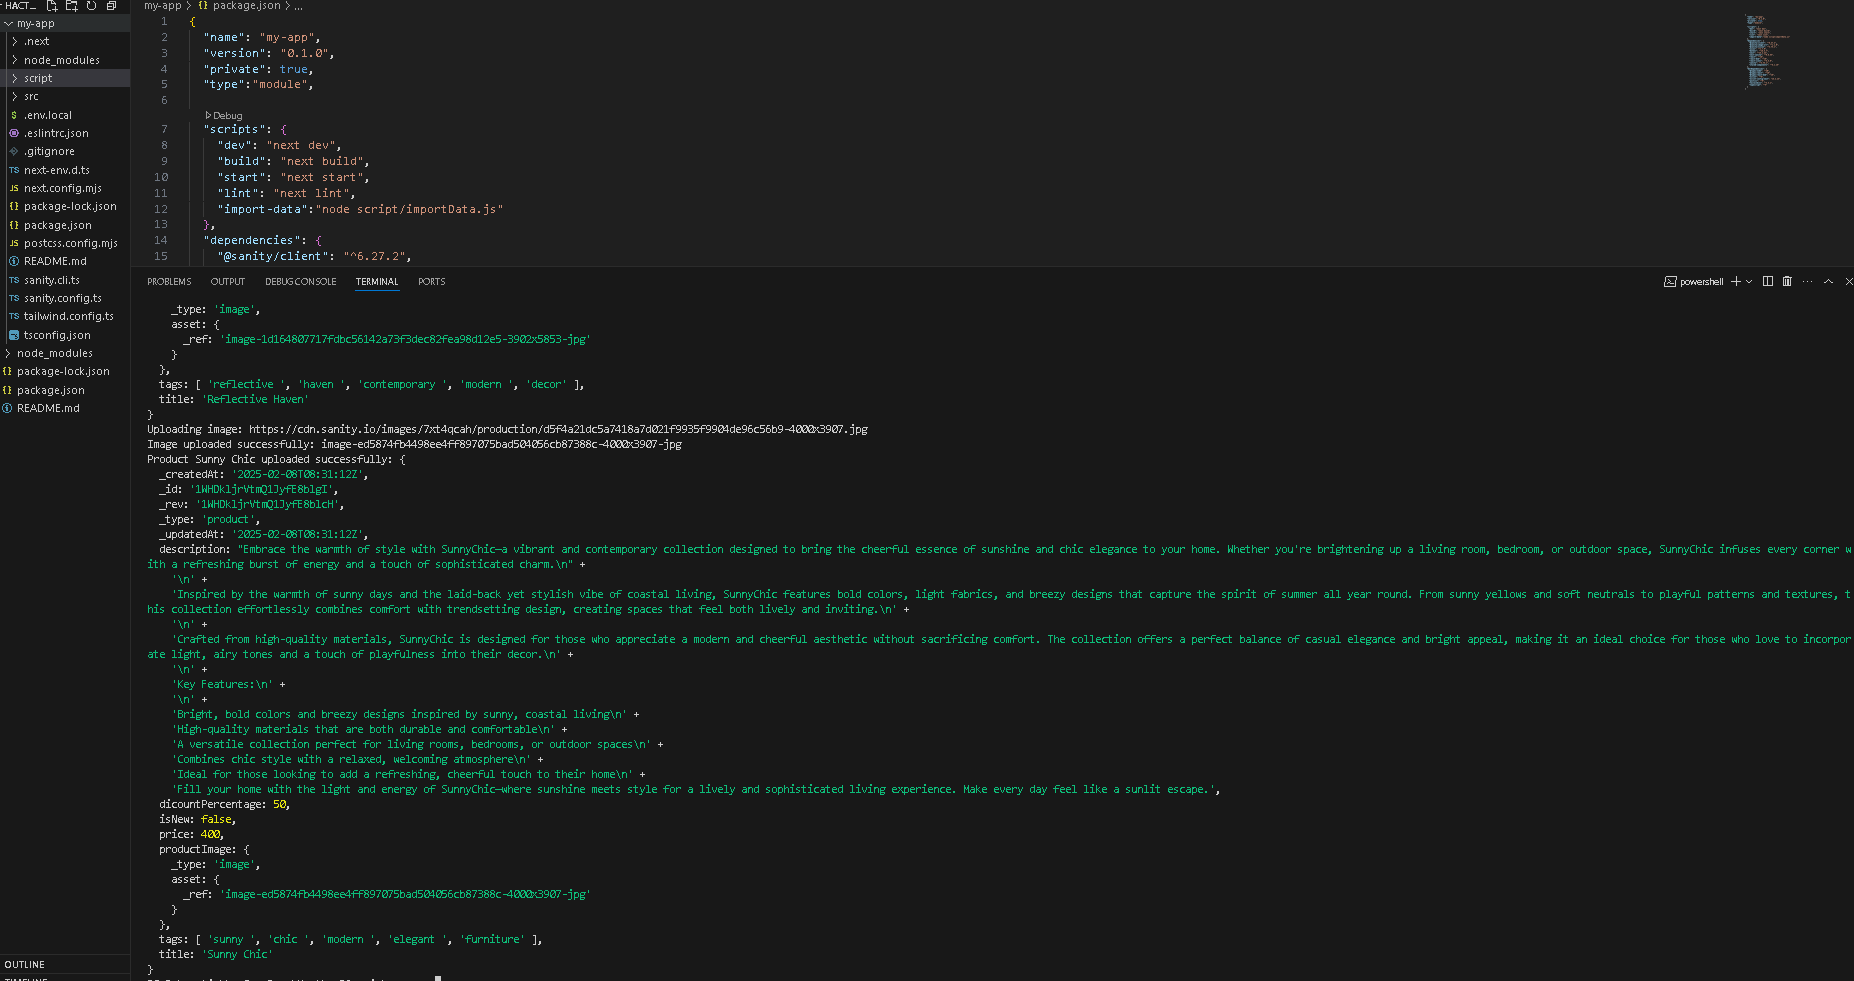 HACT...
my-app
.next
node_modules
script
src
.env.local
.eslintrc.json
.gitignore
next-env.d.ts
next.config.mjs
package-lock.json
package.json
postcss.config.mjs
README.md
sanity.cli.ts
sanity.config.ts
tailwind.config.ts
tsconfig.json
node_modules
package-lock.json
package.json
README.md
OUTLINE
TIMELINE
my-app > {} package.json > ...
1 {
2 "name": "my-app",
3 "version": "0.1.0",
4 "private": true,
5 "type":"module",
6
Debug
7 "scripts": {
8 "dev": "next dev",
9 "build": "next build",
10 "start": "next start",
11 "lint": "next lint",
12 "import-data":"node script/importData.js"
13 },
14 "dependencies": {
15 "@sanity/client": "^6.27.2",
PROBLEMS OUTPUT DEBUG CONSOLE TERMINAL PORTS
powershell
_type: 'image',
asset: {
_ref: 'image-1d164807717fdbc56142a73f3dec82fea98d12e5-3902x5853-jpg'
}
},
tags: [ 'reflective ', 'haven ', 'contemporary ', 'modern ', 'decor' ],
title: 'Reflective Haven'
}
Uploading image: https://cdn.sanity.io/images/7xt4qcah/production/d5f4a21dc5a7418a7d021f9935f9904de96c56b9-4000x3907.jpg
Image uploaded successfully: image-ed5874fb4498ee4ff897075bad504056cb87388c-4000x3907-jpg
Product Sunny Chic uploaded successfully: {
_createdAt: '2025-02-08T08:31:12Z',
_id: '1WHDkljrVtmQ1JyfE8blgI',
_rev: '1WHDkljrVtmQ1JyfE8blcH',
_type: 'product',
_updatedAt: '2025-02-08T08:31:12Z',
description: "Embrace the warmth of style with SunnyChic—a vibrant and contemporary collection designed to bring the cheerful essence of sunshine and chic elegance to your home. Whether you're brightening up a living room, bedroom, or outdoor space, SunnyChic infuses every corner w
ith a refreshing burst of energy and a touch of sophisticated charm.\n" +
'\n' +
'Inspired by the warmth of sunny days and the laid-back yet stylish vibe of coastal living, SunnyChic features bold colors, light fabrics, and breezy designs that capture the spirit of summer all year round. From sunny yellows and soft neutrals to playful patterns and textures, t
his collection effortlessly combines comfort with trendsetting design, creating spaces that feel both lively and inviting.\n' +
'\n' +
'Crafted from high-quality materials, SunnyChic is designed for those who appreciate a modern and cheerful aesthetic without sacrificing comfort. The collection offers a perfect balance of casual elegance and bright appeal, making it an ideal choice for those who love to incorpor
ate light, airy tones and a touch of playfulness into their decor.\n' +
'\n' +
'Key Features:\n' +
'\n' +
'Bright, bold colors and breezy designs inspired by sunny, coastal living\n' +
'High-quality materials that are both durable and comfortable\n' +
'A versatile collection perfect for living rooms, bedrooms, or outdoor spaces\n' +
'Combines chic style with a relaxed, welcoming atmosphere\n' +
'Ideal for those looking to add a refreshing, cheerful touch to their home\n' +
'Fill your home with the light and energy of SunnyChic—where sunshine meets style for a lively and sophisticated living experience. Make every day feel like a sunlit escape.',
dicountPercentage: 50,
isNew: false,
price: 400,
productImage: {
_type: 'image',
asset: {
_ref: 'image-ed5874fb4498ee4ff897075bad504056cb87388c-4000x3907-jpg'
}
},
tags: [ 'sunny ', 'chic ', 'modern ', 'elegant ', 'furniture' ],
title: 'Sunny Chic'
}